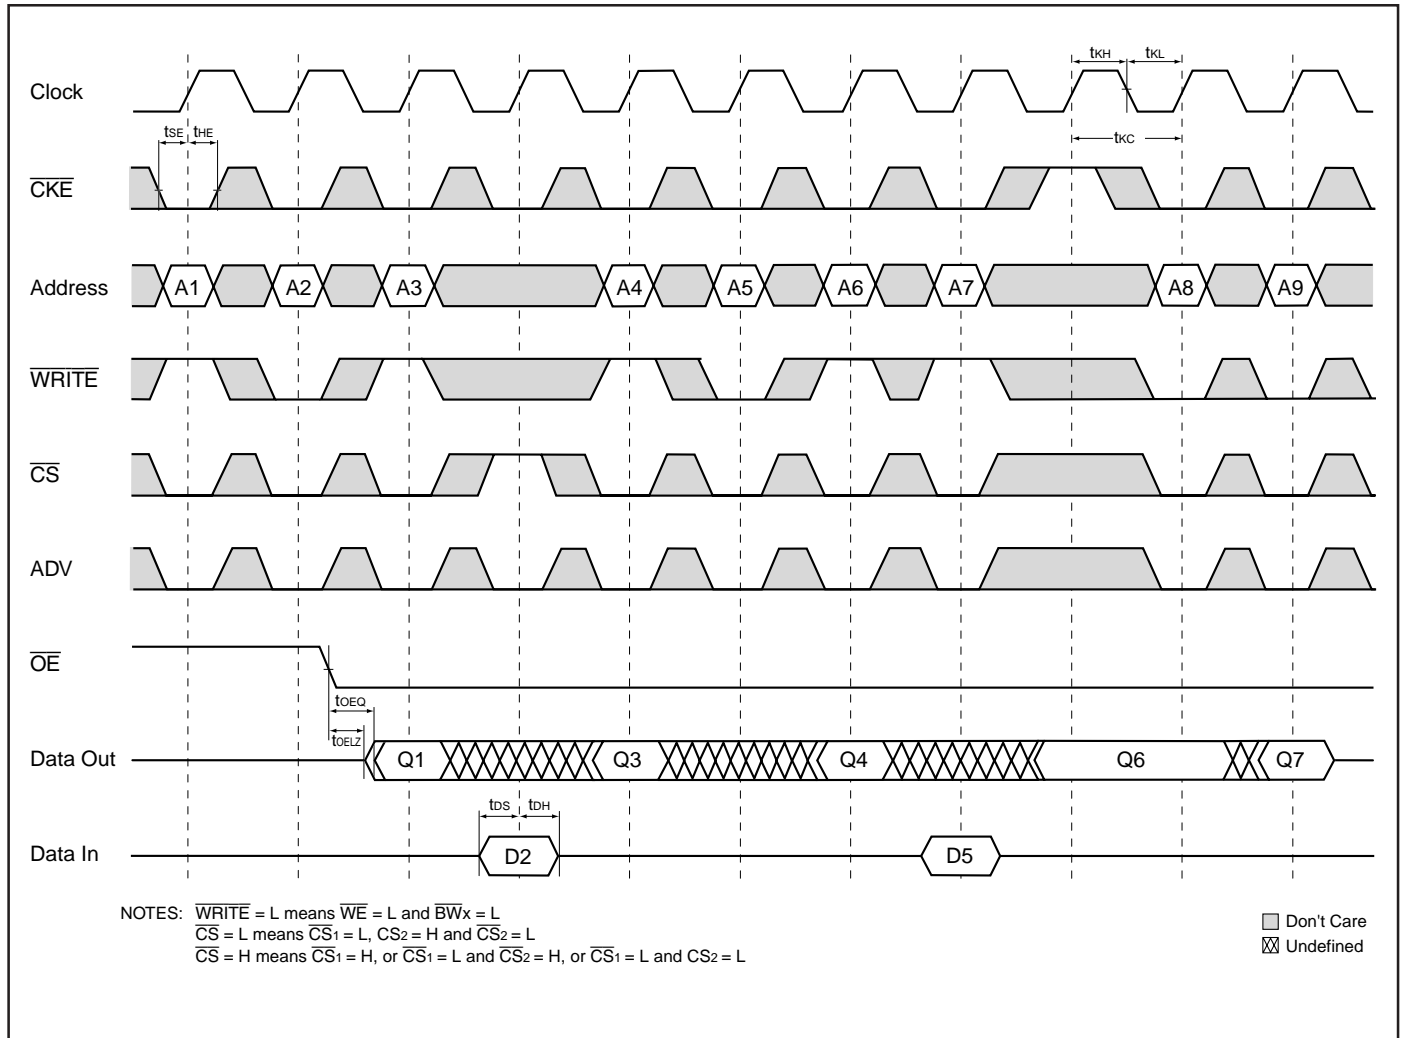 tKH tKL
Clock
tSE tHE
tKC
CKE
Address A1 A2 A3 A4 A5 A6 A7 A8 A9
WRITE
CS
ADV
OE
tOEQ
tOELZ
Data Out Q1 Q3 Q4 Q6 Q7
tDS tDH
Data In D2 D5
NOTES: WRITE = L means WE = L and BWx = L
CS = L means CS1 = L, CS2 = H and CS2 = L
CS = H means CS1 = H, or CS1 = L and CS2 = H, or CS1 = L and CS2 = L
Don't Care
Undefined